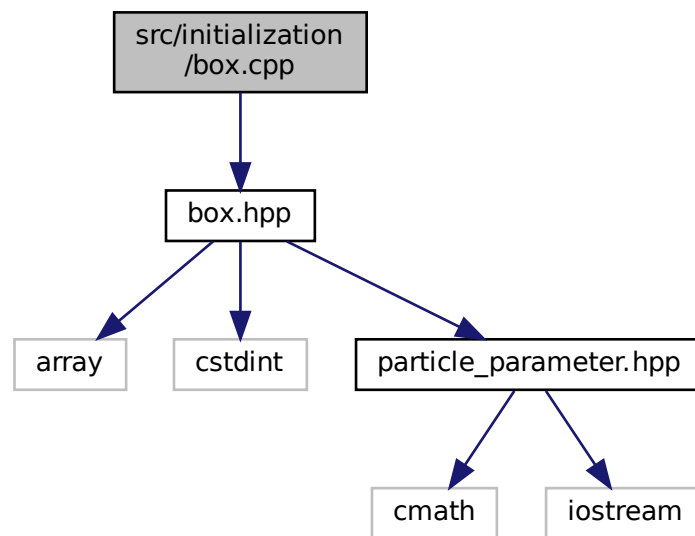 src/initialization
/box.cpp
box.hpp
array
cstdint
particle_parameter.hpp
cmath
iostream